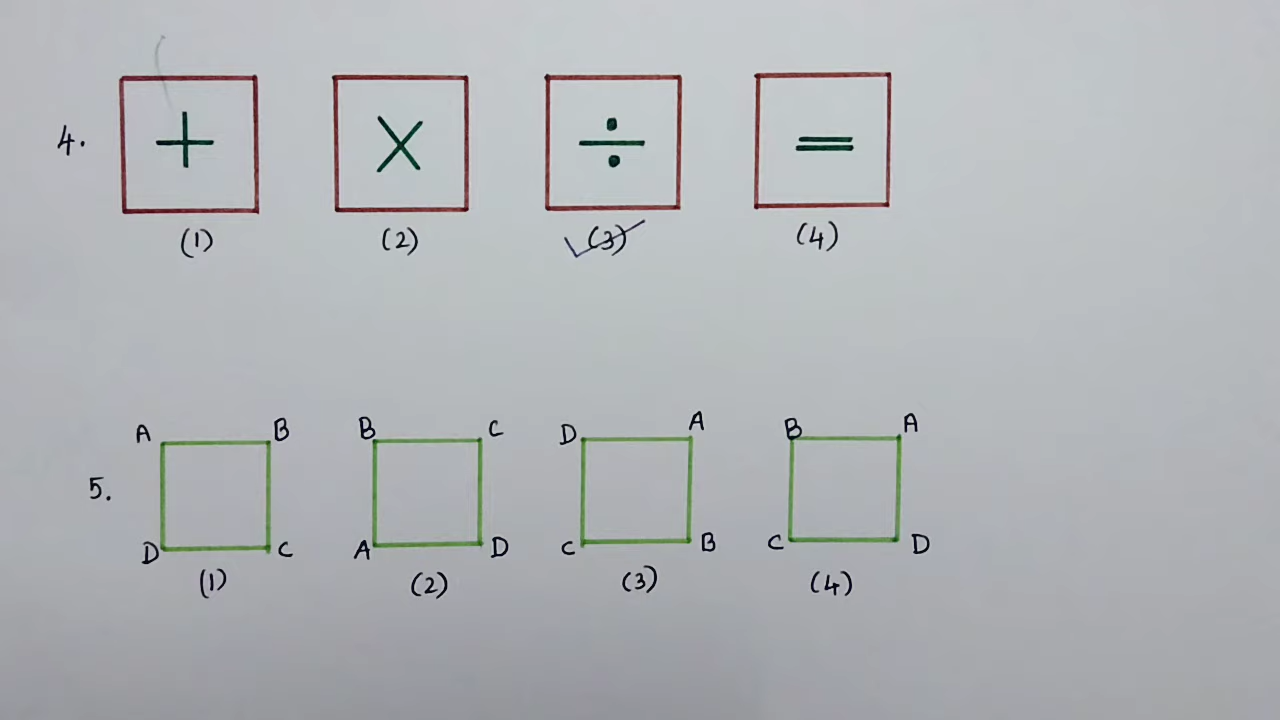 4. + × ÷ =
(1) (2) (3) (4)
A B B C D A B A
5.
D C A D C B C D
(1) (2) (3) (4)